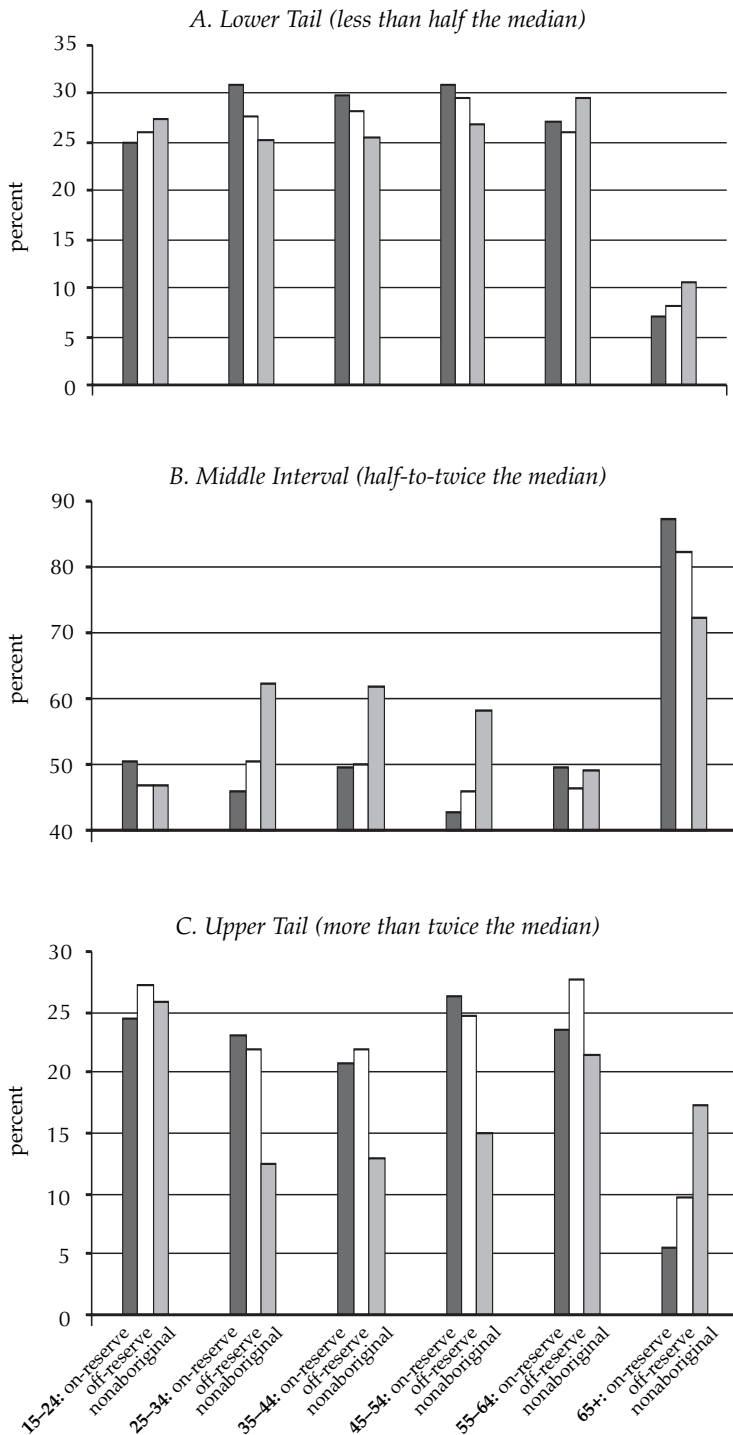 A. Lower Tail (less than half the median)
35
30
25
20
15
10
5
0
percent
B. Middle Interval (half-to-twice the median)
90
80
70
60
50
40
percent
C. Upper Tail (more than twice the median)
30
25
20
15
10
5
0
percent
15–24: on-reserve
off-reserve
nonaboriginal
25–34: on-reserve
off-reserve
nonaboriginal
35–44: on-reserve
off-reserve
nonaboriginal
45–54: on-reserve
off-reserve
nonaboriginal
55–64: on-reserve
off-reserve
nonaboriginal
65+: on-reserve
off-reserve
nonaboriginal